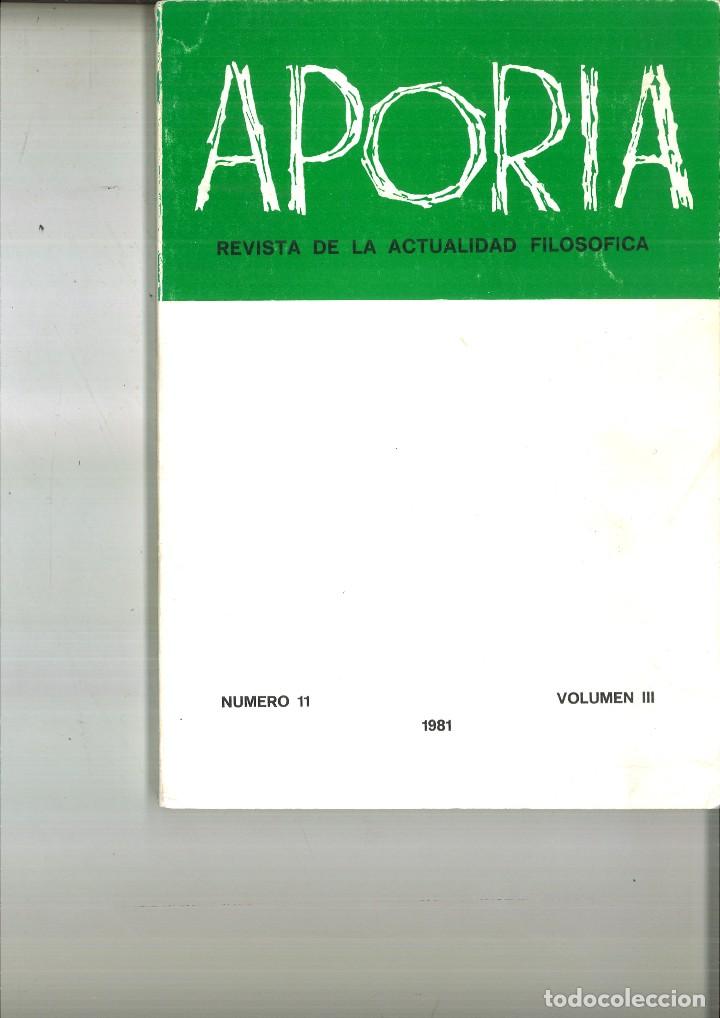 APORIA
REVISTA DE LA ACTUALIDAD FILOSOFICA
NUMERO 11
VOLUMEN III
1981
todocoleccion